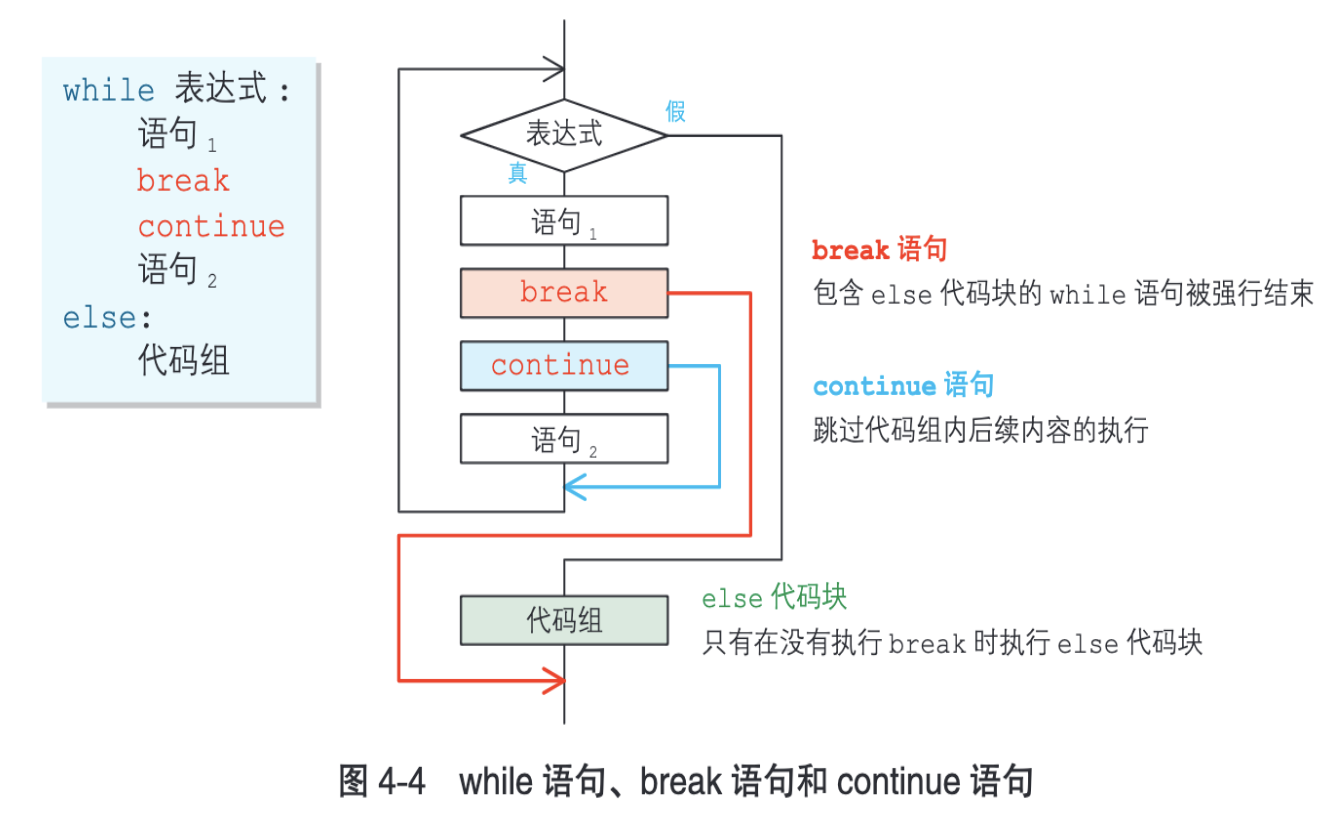 while 表达式：
语句 1
break
continue
语句 2
else:
代码组
表达式
假
真
语句 1
break
continue
语句 2
代码组
break 语句
包含 else 代码块的 while 语句被强行结束
continue 语句
跳过代码组内后续内容的执行
else 代码块
只有在没有执行 break 时执行 else 代码块
图 4-4 while 语句、break 语句和 continue 语句